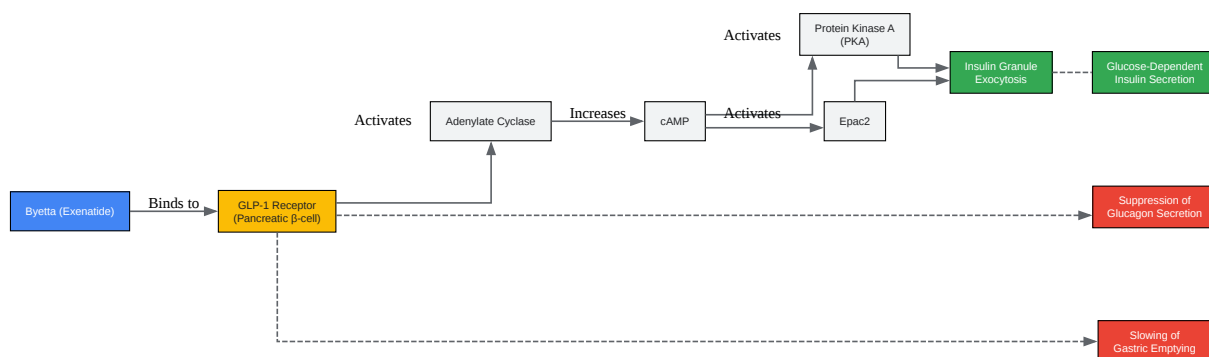 Protein Kinase A
(PKA)
Activates
Insulin Granule
Exocytosis
Glucose-Dependent
Insulin Secretion
Activates
Adenylate Cyclase
Increases
cAMP
Activates
Epac2
Byetta (Exenatide)
Binds to
GLP-1 Receptor
(Pancreatic β-cell)
Suppression of
Glucagon Secretion
Slowing of
Gastric Emptying